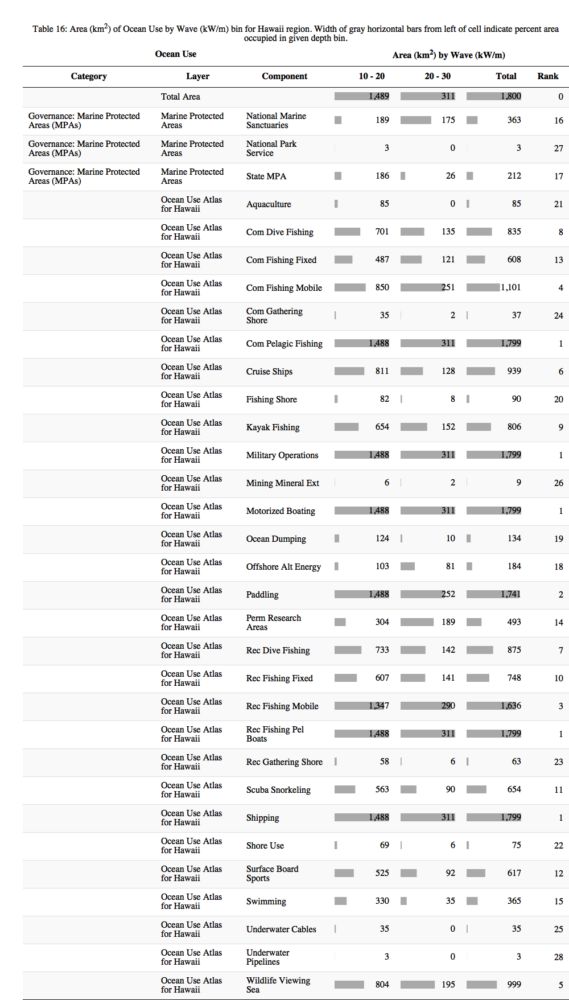 Table 16: Area (km2) of Ocean Use by Wave (kW/m) bin for Hawaii region. Width of gray horizontal bars from left of cell indicate percent area
occupied in given depth bin.
Ocean Use Area (km2) by Wave (kW/m)
Category Layer Component 10 - 20 20 - 30 Total Rank
Total Area 1,489 311 1,800 0
Governance: Marine Protected Marine Protected National Marine
Areas (MPAs) Areas Sanctuaries 189 175 363 16
Governance: Marine Protected Marine Protected National Park
Areas (MPAs) Areas Service 3 0 3 27
Governance: Marine Protected Marine Protected
Areas (MPAs) Areas State MPA 186 26 212 17
Ocean Use Atlas
for Hawaii Aquaculture 85 0 85 21
Ocean Use Atlas
for Hawaii Com Dive Fishing 701 135 835 8
Ocean Use Atlas
for Hawaii Com Fishing Fixed 487 121 608 13
Ocean Use Atlas
for Hawaii Com Fishing Mobile 850 251 1,101 4
Ocean Use Atlas Com Gathering
for Hawaii Shore 35 2 37 24
Ocean Use Atlas
for Hawaii Com Pelagic Fishing 1,488 311 1,799 1
Ocean Use Atlas
for Hawaii Cruise Ships 811 128 939 6
Ocean Use Atlas
for Hawaii Fishing Shore 82 8 90 20
Ocean Use Atlas
for Hawaii Kayak Fishing 654 152 806 9
Ocean Use Atlas
for Hawaii Military Operations 1,488 311 1,799 1
Ocean Use Atlas
for Hawaii Mining Mineral Ext 6 2 9 26
Ocean Use Atlas
for Hawaii Motorized Boating 1,488 311 1,799 1
Ocean Use Atlas
for Hawaii Ocean Dumping 124 10 134 19
Ocean Use Atlas
for Hawaii Offshore Alt Energy 103 81 184 18
Ocean Use Atlas
for Hawaii Paddling 1,488 252 1,741 2
Ocean Use Atlas Perm Research
for Hawaii Areas 304 189 493 14
Ocean Use Atlas
for Hawaii Rec Dive Fishing 733 142 875 7
Ocean Use Atlas
for Hawaii Rec Fishing Fixed 607 141 748 10
Ocean Use Atlas
for Hawaii Rec Fishing Mobile 1,347 290 1,636 3
Ocean Use Atlas Rec Fishing Pel
for Hawaii Boats 1,488 311 1,799 1
Ocean Use Atlas
for Hawaii Rec Gathering Shore 58 6 63 23
Ocean Use Atlas
for Hawaii Scuba Snorkeling 563 90 654 11
Ocean Use Atlas
for Hawaii Shipping 1,488 311 1,799 1
Ocean Use Atlas
for Hawaii Shore Use 69 6 75 22
Ocean Use Atlas Surface Board
for Hawaii Sports 525 92 617 12
Ocean Use Atlas
for Hawaii Swimming 330 35 365 15
Ocean Use Atlas
for Hawaii Underwater Cables 35 0 35 25
Ocean Use Atlas Underwater
for Hawaii Pipelines 3 0 3 28
Ocean Use Atlas Wildlife Viewing
for Hawaii Sea 804 195 999 5